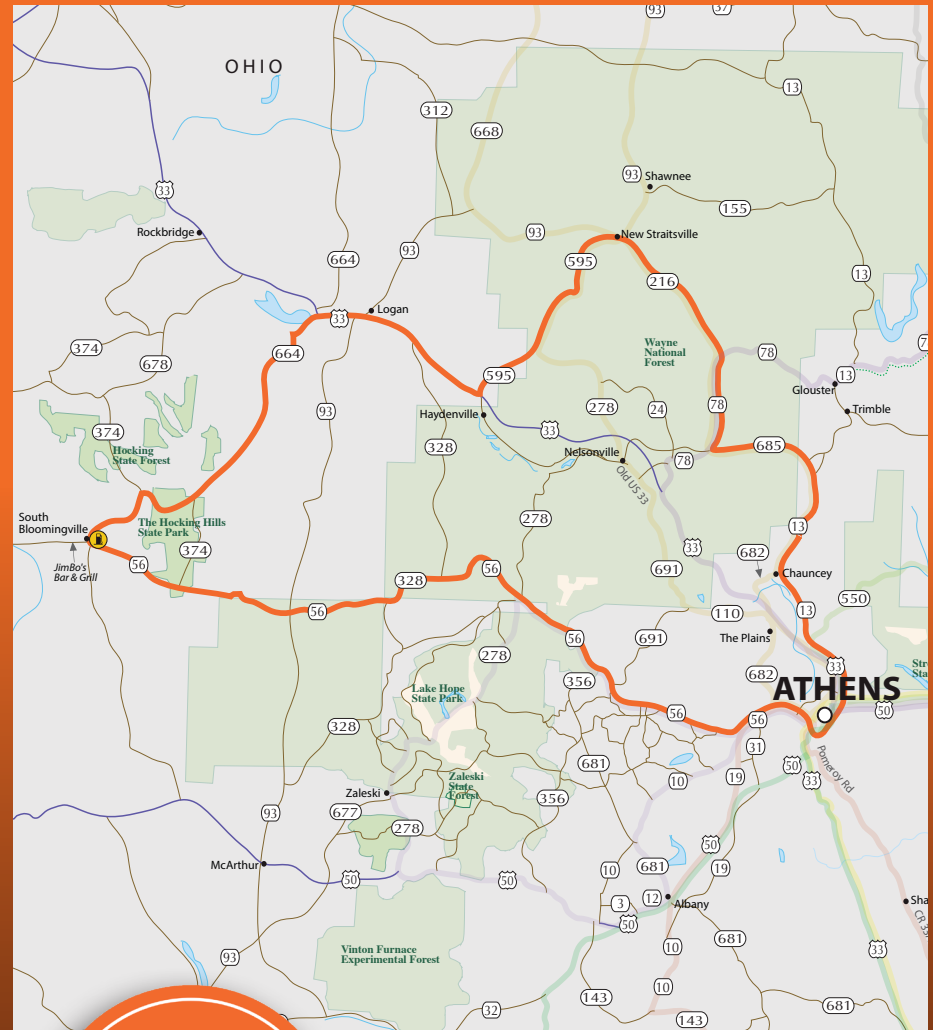 93
37
OHIO
13
312
668
93
Shawnee
33
155
Rockbridge
93
New Straitsville
93
664
595
13
216
Logan
33
Wayne
National
Forest
374
664
78
678
595
13
Glouster
93
Haydenville
278
24
78
Trimble
374
33
Hocking
State Forest
328
Nelsonville
78
685
Old US 33
South
Bloomingville
The Hocking Hills
State Park
278
13
374
33
682
JimBo's
Bar & Grill
56
56
691
Chauncey
328
550
56
110
13
56
691
The Plains
278
356
682
33
ATHENS
Lake Hope
State Park
56
56
50
328
31
681
50
Pomeroy Rd
10
19
33
Zaleski
Zaleski
State
Forest
356
93
677
278
50
McArthur
681
19
10
50
50
12
3
Albany
50
10
681
Vinton Furnace
Experimental Forest
93
33
10
143
681
32
143